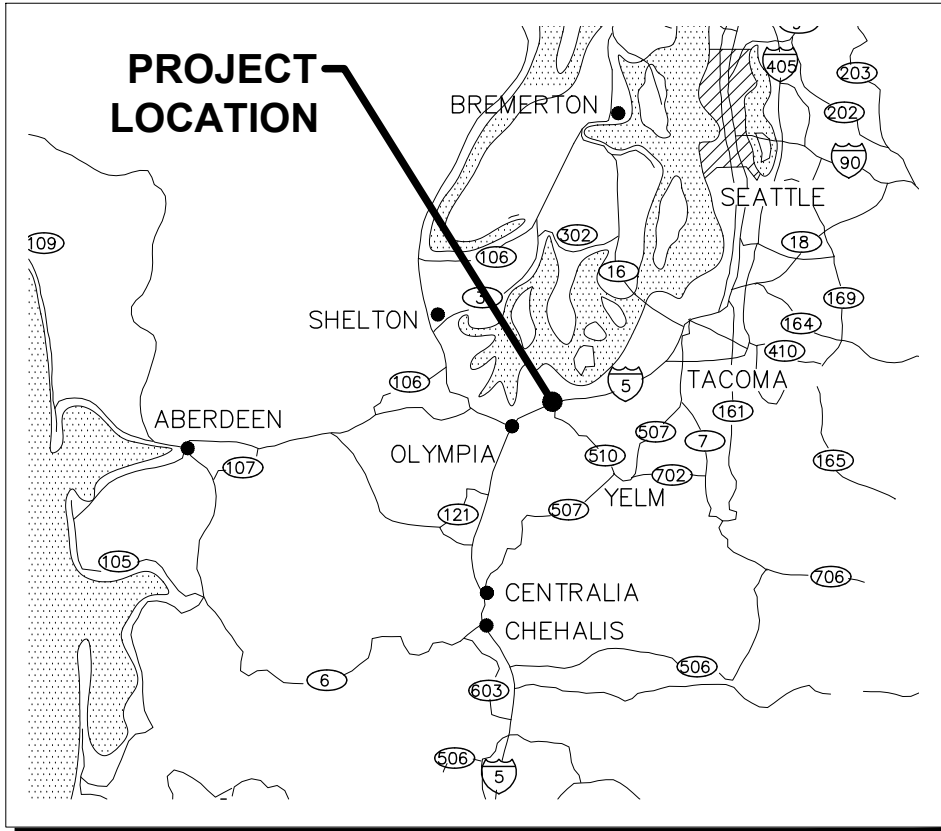 PROJECT
LOCATION
405
203
BREMERTON
202
90
SEATTLE
109
302
18
106
16
3
169
SHELTON
164
410
5
106
TACOMA
161
ABERDEEN
507
7
OLYMPIA
510
107
165
702
YELM
507
121
105
706
CENTRALIA
CHEHALIS
506
6
603
506
5